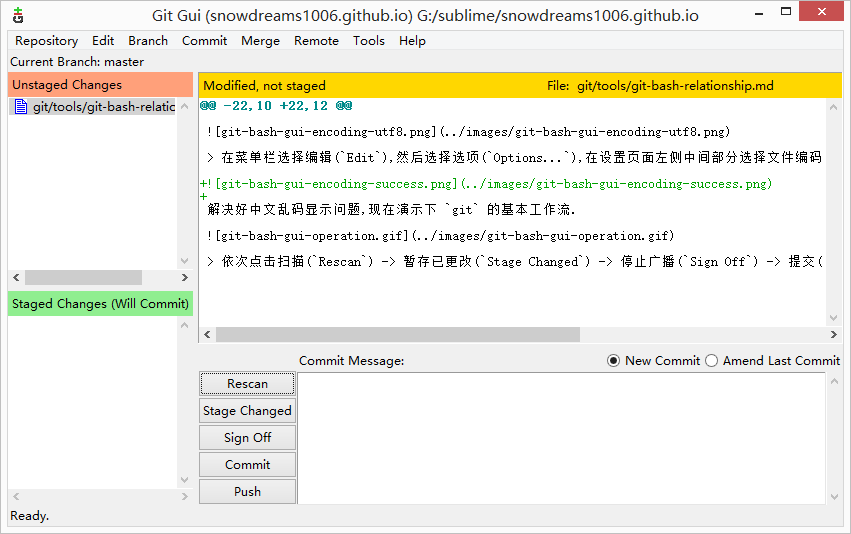 Git Gui (snowdreams1006.github.io) G:/sublime/snowdreams1006.github.io
Repository Edit Branch Commit Merge Remote Tools Help
Current Branch: master
Unstaged Changes
git/tools/git-bash-relatic
Staged Changes (Will Commit)
Modified, not staged File: git/tools/git-bash-relationship.md
@@ -22,10 +22,12 @@
![git-bash-gui-encoding-utf8.png](../images/git-bash-gui-encoding-utf8.png)
> 在菜单栏选择编辑(`Edit`),然后选择选项(`Options...`),在设置页面左侧中间部分选择文件编码
+![git-bash-gui-encoding-success.png](../images/git-bash-gui-encoding-success.png)
+
解决好中文乱码显示问题,现在演示下 `git` 的基本工作流.
![git-bash-gui-operation.gif](../images/git-bash-gui-operation.gif)
> 依次点击扫描(`Rescan`) -> 暂存已更改(`Stage Changed`) -> 停止广播(`Sign Off`) -> 提交(
Commit Message: New Commit Amend Last Commit
Rescan
Stage Changed
Sign Off
Commit
Push
Ready.